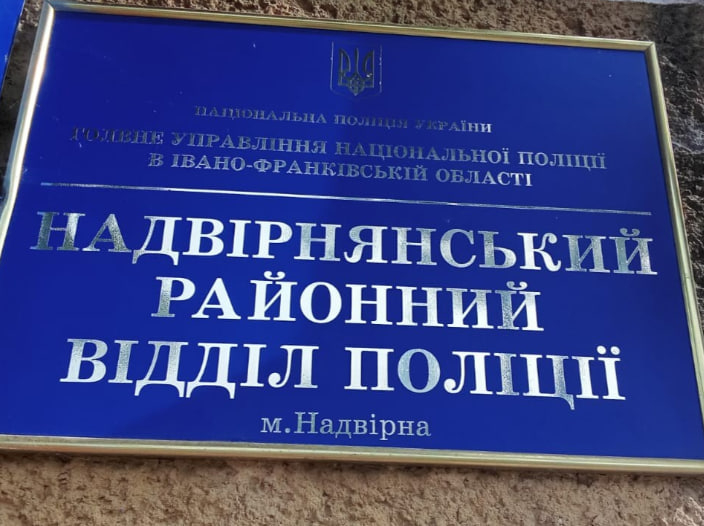 НАЦІОНАЛЬНА ПОЛІЦІЯ УКРАЇНИ
ГОЛОВНЕ УПРАВЛІННЯ НАЦІОНАЛЬНОЇ ПОЛІЦІЇ
В ІВАНО-ФРАНКІВСЬКІЙ ОБЛАСТІ
НАДВІРНЯНСЬКИЙ
РАЙОННИЙ
ВІДДІЛ ПОЛІЦІЇ
м.Надвірна